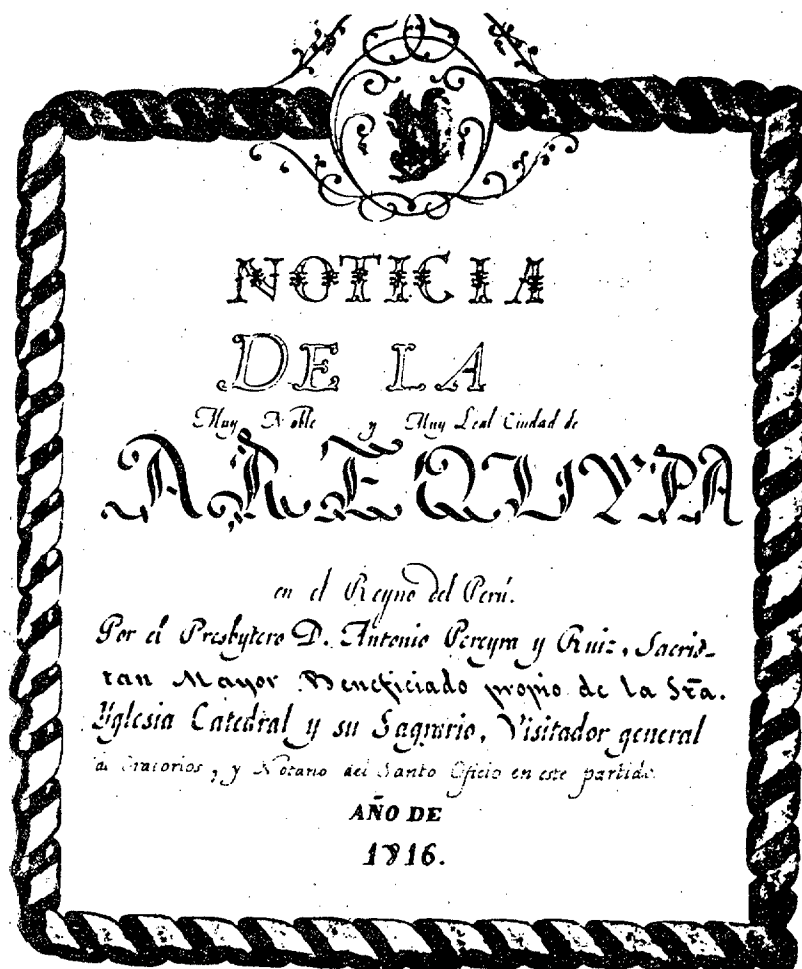 NOTICIA
DE LA
Muy Noble y Muy Leal Ciudad de
AREQUYPA
en el Reyno del Perú.
Por el Presbytero D. Antonio Pereyra y Ruiz, Sacris-
tan Mayor Beneficiado propio de la Sta.
Yglesia Catedral y su Sagrario, Visitador general
de Oratorios, y Notario del Santo Oficio en este partido.
AÑO DE
1816.